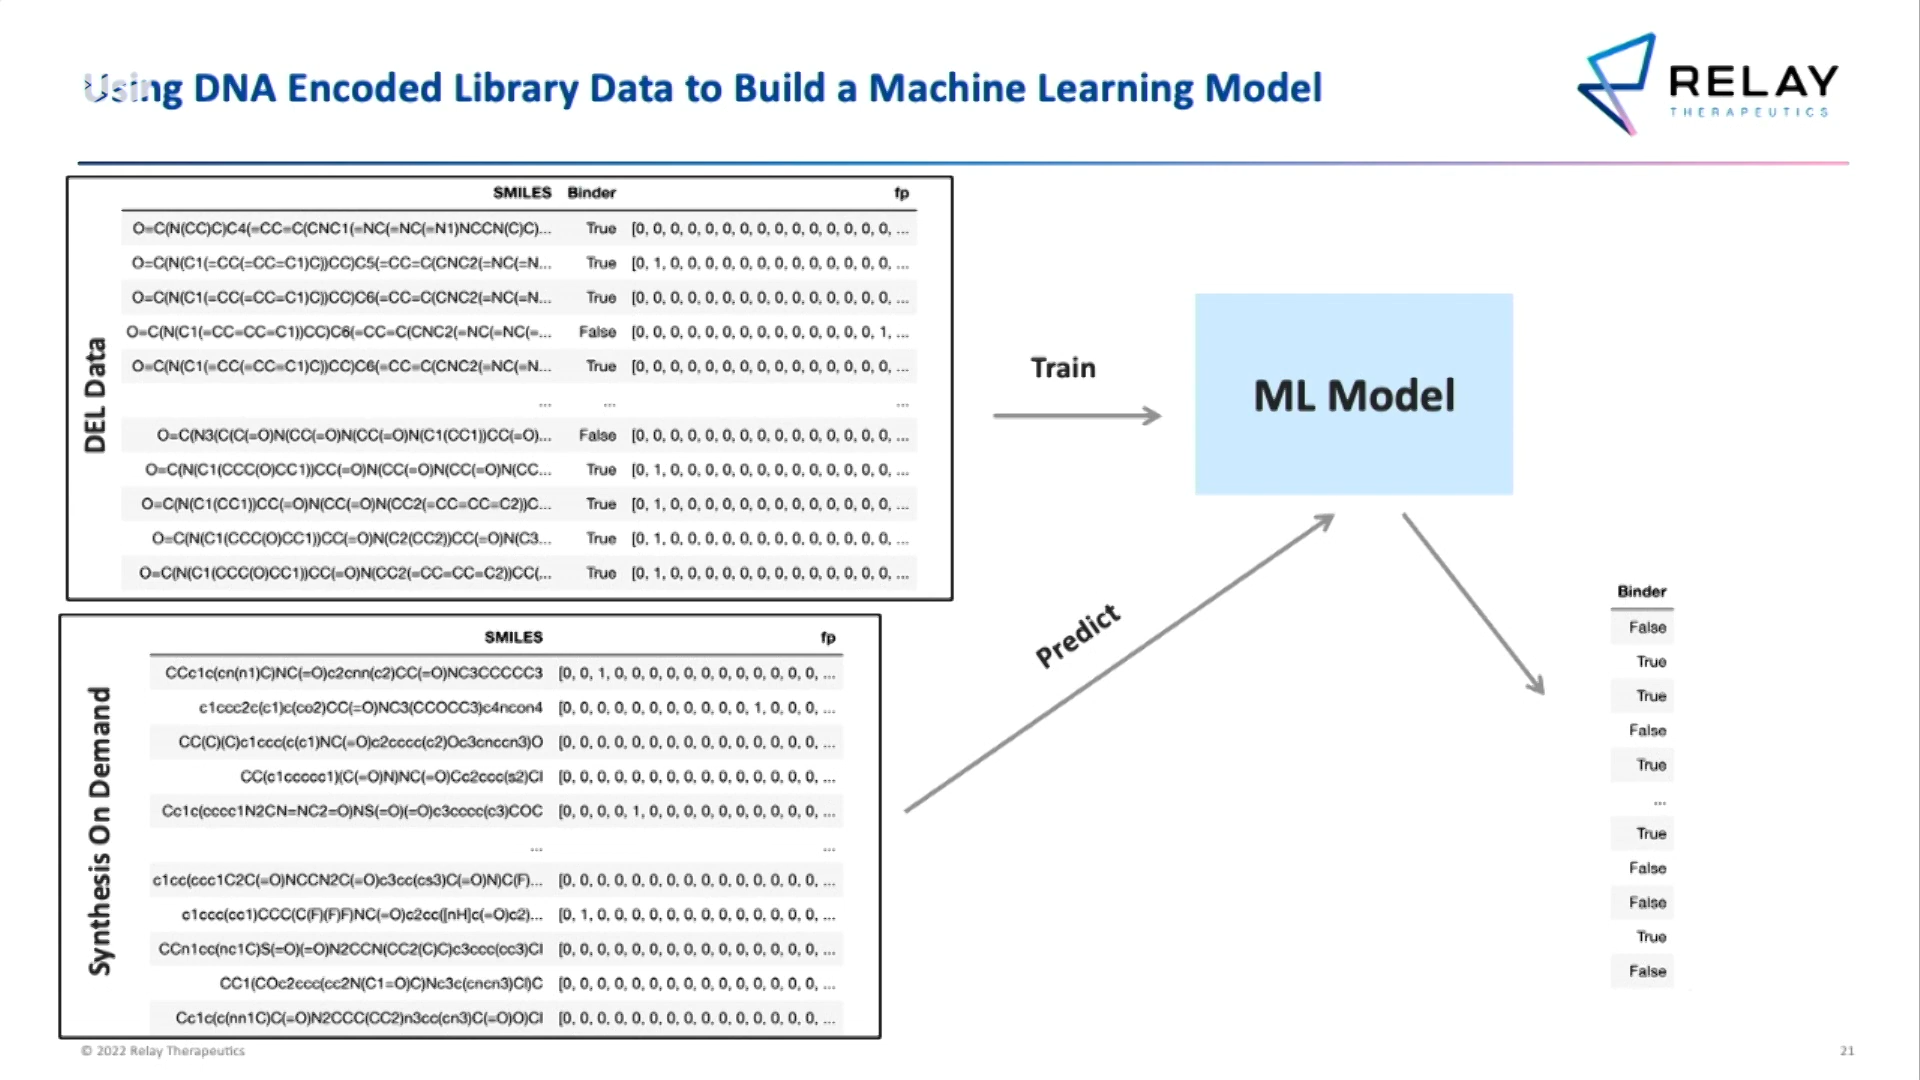 Using DNA Encoded Library Data to Build a Machine Learning Model
RELAY
THERAPEUTICS
DEL Data
SMILES Binder fp
O=C(N(CC)C)C4(=CC=C(CNC1(=NC(=NC(=N1)NCCN(C)C)... True [0, 0, 0, 0, 0, 0, 0, 0, 0, 0, 0, 0, 0, 0, 0, ...
O=C(N(C1(=CC(=CC=C1)C))CC)C5(=CC=C(CNC2(=NC(=N... True [0, 1, 0, 0, 0, 0, 0, 0, 0, 0, 0, 0, 0, 0, 0, ...
O=C(N(C1(=CC(=CC=C1)C))CC)C6(=CC=C(CNC2(=NC(=N... True [0, 0, 0, 0, 0, 0, 0, 0, 0, 0, 0, 0, 0, 0, 0, ...
O=C(N(C1(=CC=CC=C1))CC)C6(=CC=C(CNC2(=NC(=NC(=... False [0, 0, 0, 0, 0, 0, 0, 0, 0, 0, 0, 0, 0, 0, 1, ...
O=C(N(C1(=CC(=CC=C1)C))CC)C6(=CC=C(CNC2(=NC(=N... True [0, 0, 0, 0, 0, 0, 0, 0, 0, 0, 0, 0, 0, 0, 0, ...
... ... ...
O=C(N3(C(C(=O)N(CC(=O)N(CC(=O)N(C1(CC1))CC(=O)... False [0, 0, 0, 0, 0, 0, 0, 0, 0, 0, 0, 0, 0, 0, 0, ...
O=C(N(C1(CCC(O)CC1))CC(=O)N(CC(=O)N(CC(=O)N(CC... True [0, 1, 0, 0, 0, 0, 0, 0, 0, 0, 0, 0, 0, 0, 0, ...
O=C(N(C1(CC1))CC(=O)N(CC(=O)N(CC2(=CC=CC=C2))C... True [0, 1, 0, 0, 0, 0, 0, 0, 0, 0, 0, 0, 0, 0, 0, ...
O=C(N(C1(CCC(O)CC1))CC(=O)N(C2(CC2))CC(=O)N(C3... True [0, 1, 0, 0, 0, 0, 0, 0, 0, 0, 0, 0, 0, 0, 0, ...
O=C(N(C1(CCC(O)CC1))CC(=O)N(CC2(=CC=CC=C2))CC(... True [0, 1, 0, 0, 0, 0, 0, 0, 0, 0, 0, 0, 0, 0, 0, ...
Train
ML Model
Predict
Synthesis On Demand
SMILES fp
CCc1c(cn(n1)C)NC(=O)c2cnn(c2)CC(=O)NC3CCCCC3 [0, 0, 1, 0, 0, 0, 0, 0, 0, 0, 0, 0, 0, 0, 0, ...
c1ccc2c(c1)c(co2)CC(=O)NC3(CCOCC3)c4ncon4 [0, 0, 0, 0, 0, 0, 0, 0, 0, 0, 0, 1, 0, 0, 0, ...
CC(C)(C)c1ccc(c(c1)NC(=O)c2cccc(c2)Oc3cnccn3)O [0, 0, 0, 0, 0, 0, 0, 0, 0, 0, 0, 0, 0, 0, 0, ...
CC(c1ccccc1)(C(=O)N)NC(=O)Cc2ccc(s2)Cl [0, 0, 0, 0, 0, 0, 0, 0, 0, 0, 0, 0, 0, 0, 0, ...
Cc1c(cccc1N2CN=NC2=O)NS(=O)(=O)c3cccc(c3)COC [0, 0, 0, 0, 1, 0, 0, 0, 0, 0, 0, 0, 0, 0, 0, ...
... ...
c1cc(ccc1C2C(=O)NCCN2C(=O)c3cc(cs3)C(=O)N)C(F)... [0, 0, 0, 0, 0, 0, 0, 0, 0, 0, 0, 0, 0, 0, 0, ...
c1ccc(cc1)CCC(C(F)(F)F)NC(=O)c2cc([nH]c(=O)c2)... [0, 1, 0, 0, 0, 0, 0, 0, 0, 0, 0, 0, 0, 0, 0, ...
CCn1cc(nc1C)S(=O)(=O)N2CCN(CC2(C)C)c3ccc(cc3)Cl [0, 0, 0, 0, 0, 0, 0, 0, 0, 0, 0, 0, 0, 0, 0, ...
CC1(COc2ccc(cc2N(C1=O)C)Nc3c(cncn3)Cl)C [0, 0, 0, 0, 0, 0, 0, 0, 0, 0, 0, 0, 0, 0, 0, ...
Cc1c(c(nn1C)C(=O)N2CCC(CC2)n3cc(cn3)C(=O)O)Cl [0, 0, 0, 0, 0, 0, 0, 0, 0, 0, 0, 0, 0, 0, 0, ...
Binder
False
True
True
False
True
...
True
False
False
True
False
© 2022 Relay Therapeutics
21